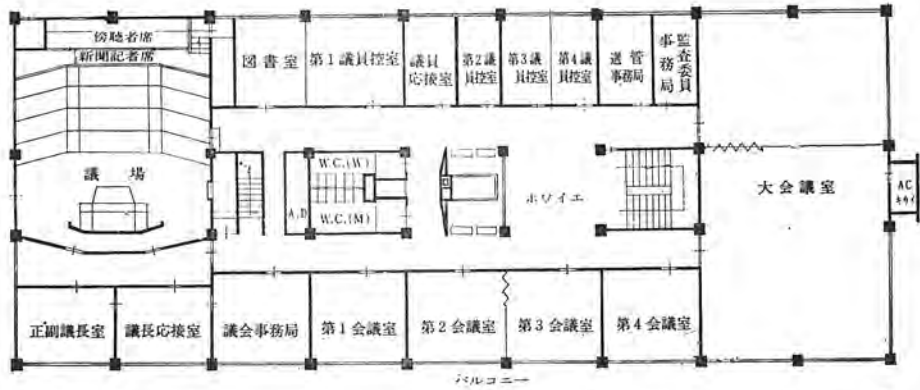 傍聴者席
新聞記者席
議場
図書室
第1議員控室
議員
応接室
第2議
員控室
第3議
員控室
第4議
員控室
選管
事務局
監査委員
事務局
W.C.(W)
A.D
W.C.(M)
ホワイエ
大会議室
AC
キカイ
正副議長室
議長応接室
議会事務局
第1会議室
第2会議室
第3会議室
第4会議室
バルコニー